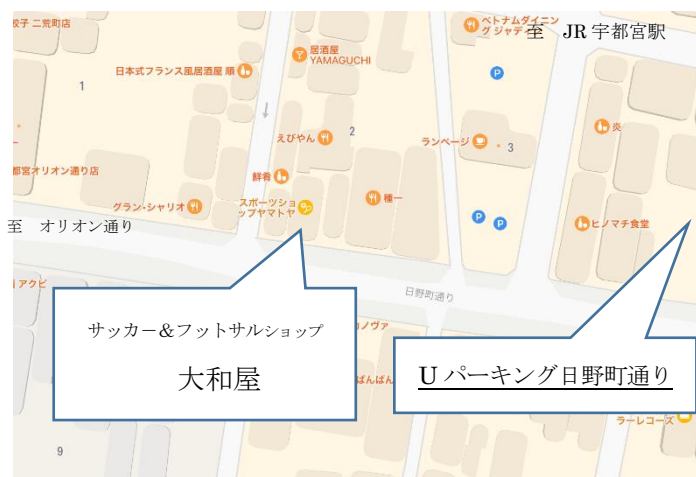 餃子 二荒町店
ベトナムダイニン
グ ジャデ
至 JR 宇都宮駅
居酒屋
YAMAGUCHI
日本式フランス風居酒屋 順
P
1
えびやん
2
ランページ
3
炎
都宮オリオン通り店
鮮肴
種一
グラン・シャリオ
スポーツショ
ップヤマトヤ
P P
ヒノマチ食堂
至 オリオン通り
アクビ
日野町通り
サッカー&フットサルショップ
大和屋
ノヴァ
ばんばん
U パーキング日野町通り
ラーレコーズ
9